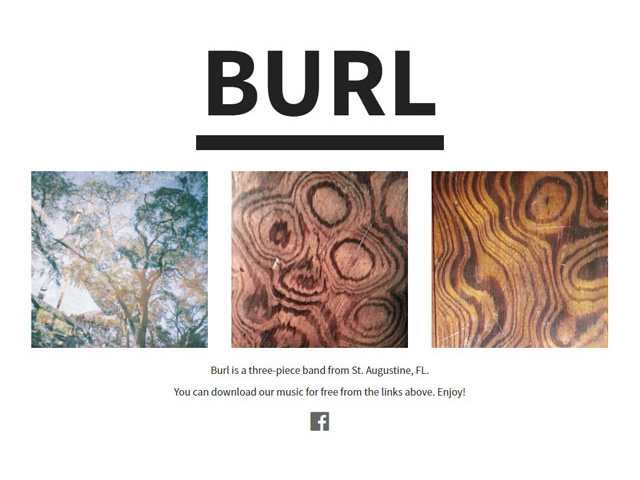 BURL
Burl is a three-piece band from St. Augustine, FL.
You can download our music for free from the links above. Enjoy!